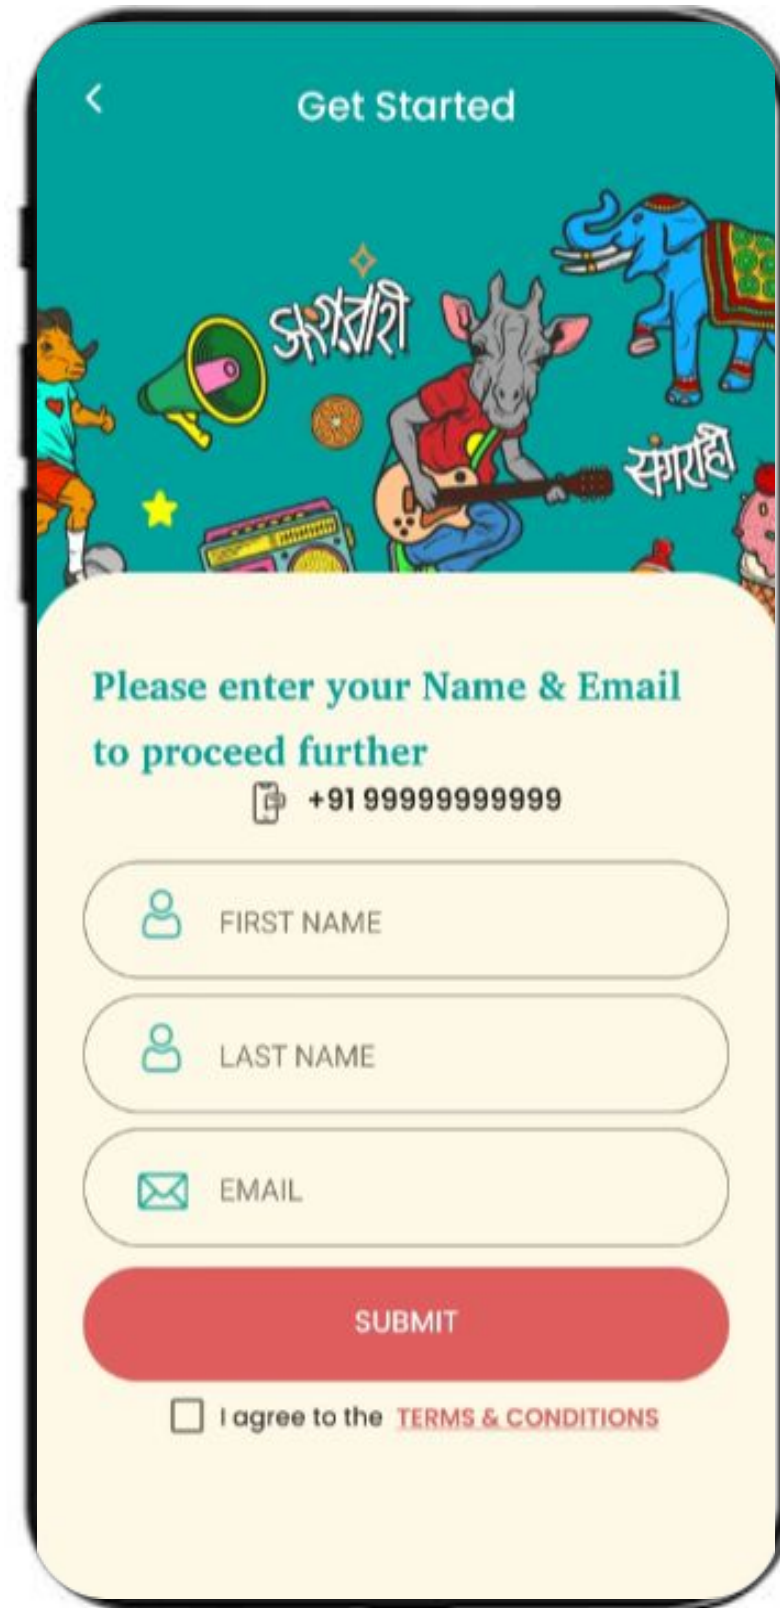 Get Started
संगराही
Please enter your Name & Email
to proceed further
+91 99999999999
FIRST NAME
LAST NAME
EMAIL
SUBMIT
I agree to the TERMS & CONDITIONS